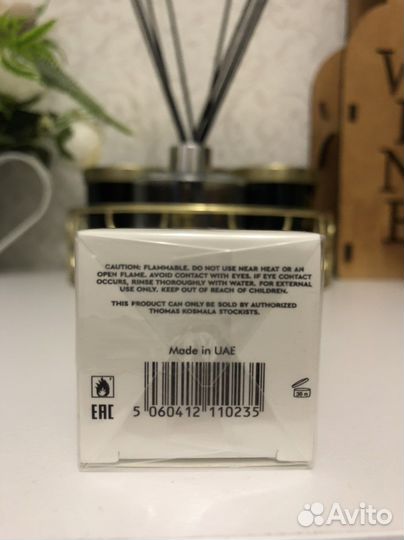 W
N
N
E
CAUTION: FLAMMABLE. DO NOT USE NEAR HEAT OR AN
OPEN FLAME. AVOID CONTACT WITH EYES. IF EYE CONTACT
OCCURS, RINSE THOROUGHLY WITH WATER. FOR EXTERNAL
USE ONLY. KEEP OUT OF REACH OF CHILDREN.
THIS PRODUCT CAN ONLY BE SOLD BY AUTHORIZED
THOMAS KOSMALA STOCKISTS.
Made in UAE
EAC
5 060412 110235
36 m
Avito